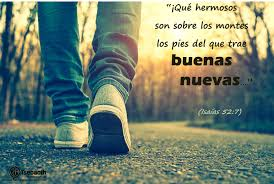 “¡Qué hermosos
son sobre los montes
los pies del que trae
buenas
nuevas..."
(Isaías 52:7)